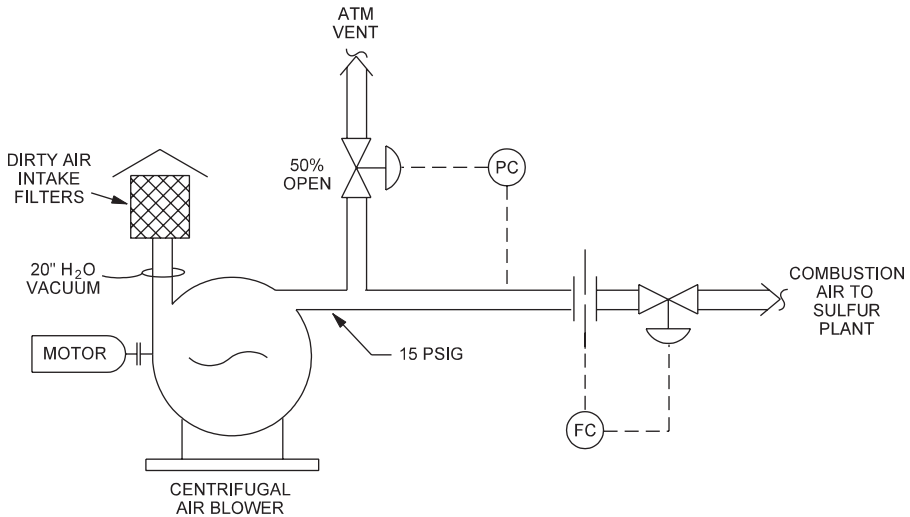 ATM
VENT
DIRTY AIR
INTAKE
FILTERS
50%
OPEN
PC
20" H₂O
VACUUM
COMBUSTION
AIR TO
SULFUR
PLANT
MOTOR
15 PSIG
FC
CENTRIFUGAL
AIR BLOWER